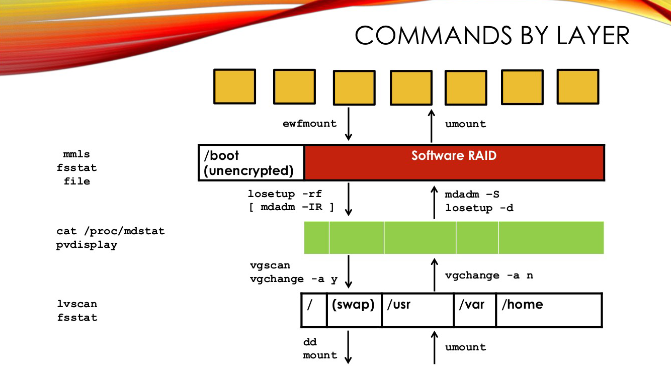 COMMANDS BY LAYER
ewfmount
umount
mmls
fsstat
file
/boot
(unencrypted)
Software RAID
losetup -rf
[ mdadm -IR ]
mdadm -S
losetup -d
cat /proc/mdstat
pvdisplay
vgscan
vgchange -a y
vgchange -a n
lvscan
fsstat
/ (swap) /usr /var /home
dd
mount
umount